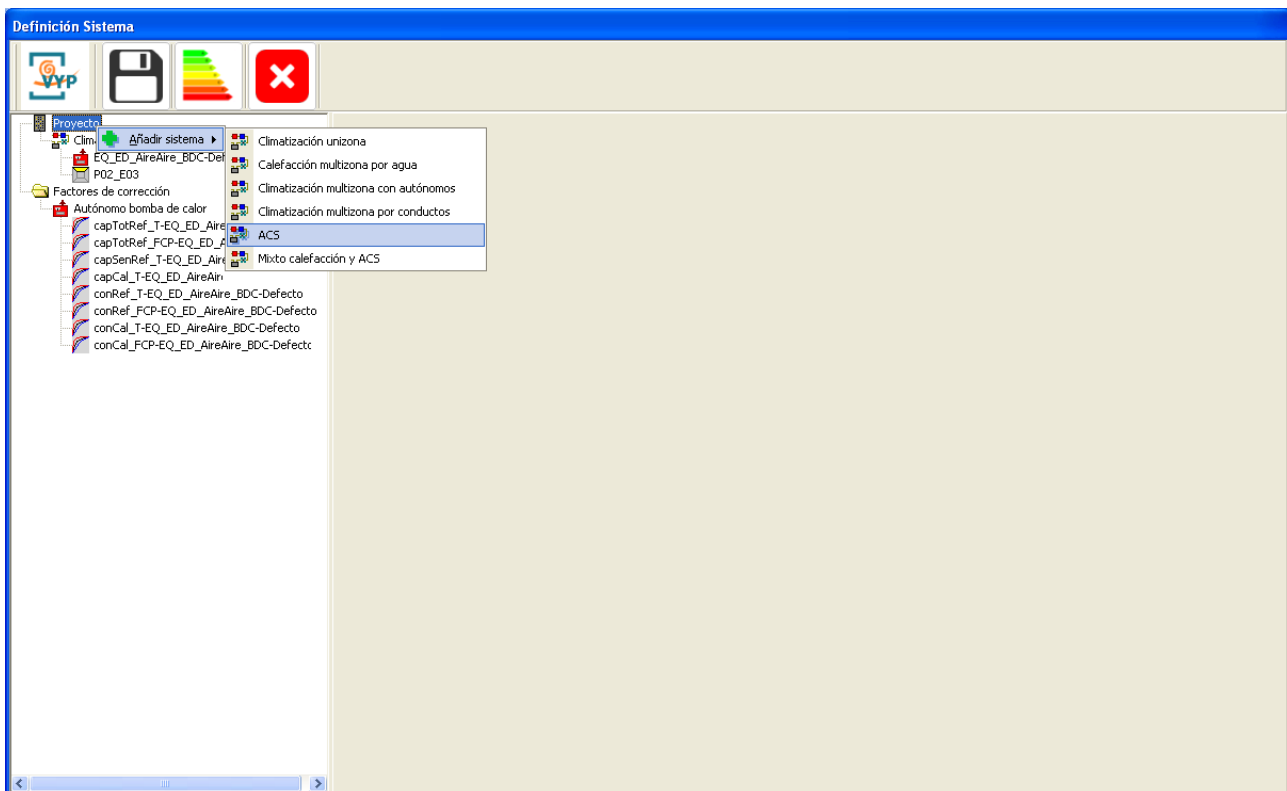 Definición Sistema
VYP
Proyecto
Clim
Añadir sistema
Climatización unizona
Calefacción multizona por agua
Climatización multizona con autónomos
Climatización multizona por conductos
ACS
Mixto calefacción y ACS
EQ_ED_AireAire_BDC-Def
P02_E03
Factores de corrección
Autónomo bomba de calor
capTotRef_T-EQ_ED_Aire
capTotRef_FCP-EQ_ED_A
capSenRef_T-EQ_ED_Aire
capCal_T-EQ_ED_AireAir
conRef_T-EQ_ED_AireAire_BDC-Defecto
conRef_FCP-EQ_ED_AireAire_BDC-Defecto
conCal_T-EQ_ED_AireAire_BDC-Defecto
conCal_FCP-EQ_ED_AireAire_BDC-Defectc